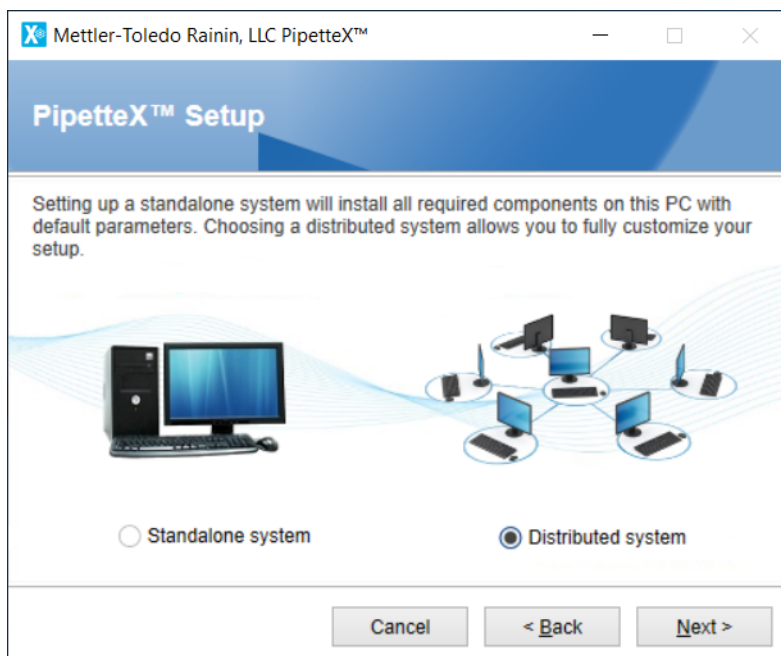 X
Mettler-Toledo Rainin, LLC PipetteX™
PipetteX™ Setup
Setting up a standalone system will install all required components on this PC with
default parameters. Choosing a distributed system allows you to fully customize your
setup.
Standalone system
Distributed system
Cancel
< Back
Next >